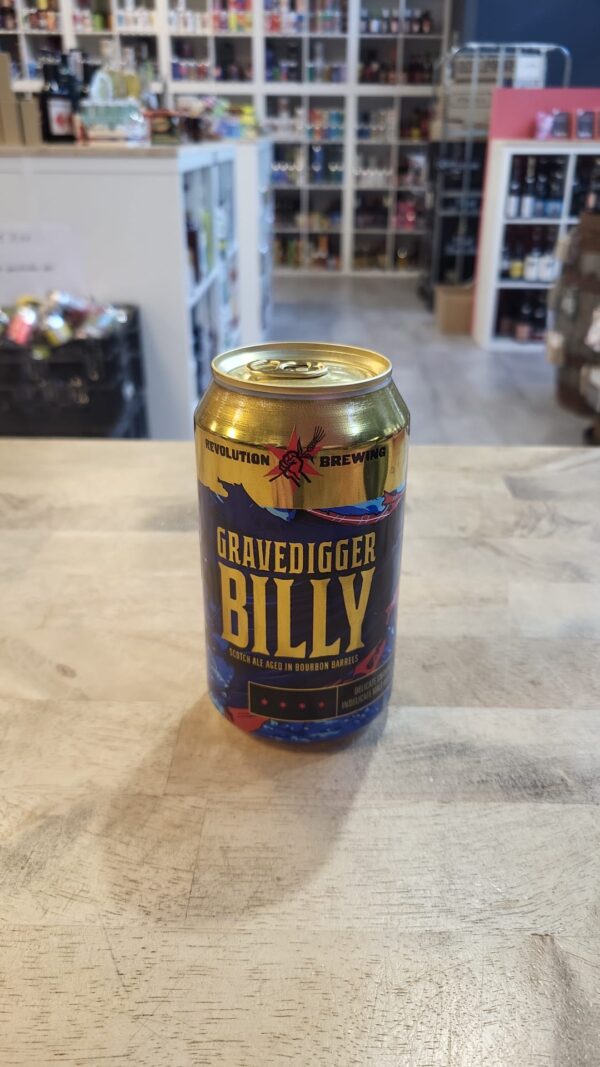 REVOLUTION BREWING
GRAVEDIGGER
BILLY
SCOTCH ALE AGED IN BOURBON BARRELS